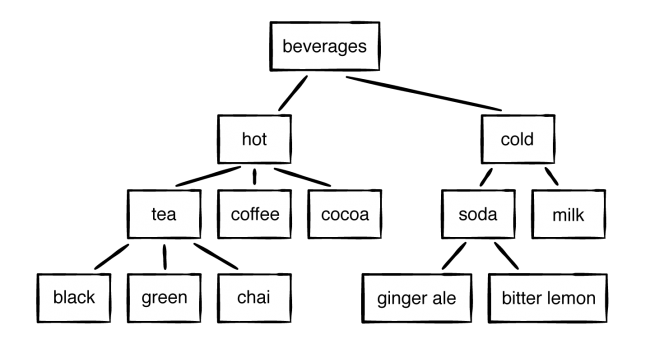 beverages
hot
cold
tea
coffee
cocoa
soda
milk
black
green
chai
ginger ale
bitter lemon